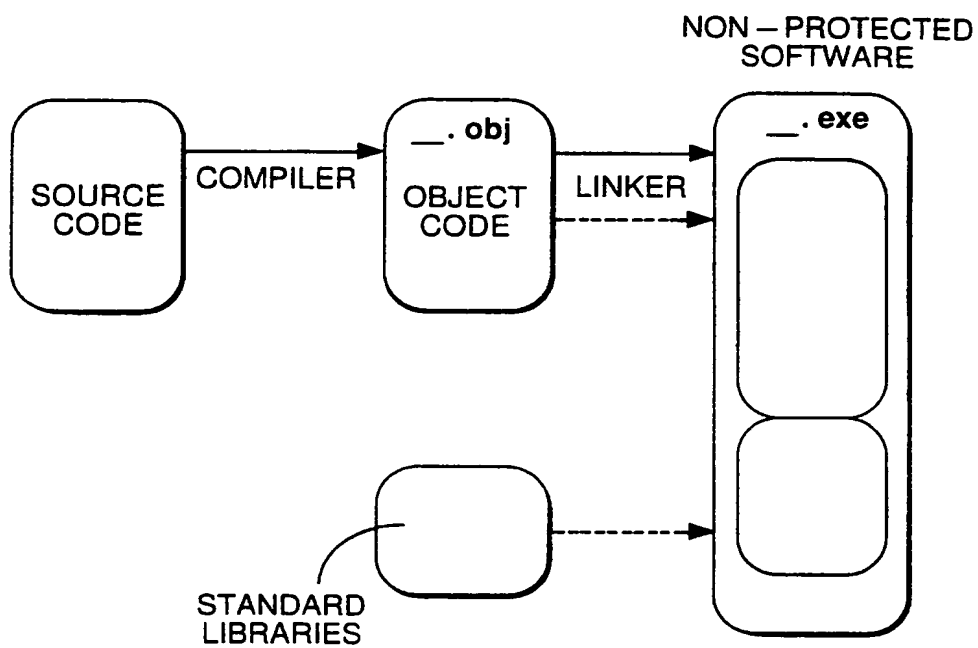 NON – PROTECTED
SOFTWARE
__. obj
__. exe
COMPILER
LINKER
SOURCE
CODE
OBJECT
CODE
STANDARD
LIBRARIES